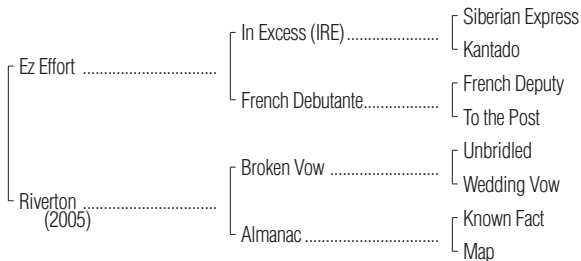 Siberian Express
In Excess (IRE)
Kantado
Ez Effort
French Deputy
French Debutante
To the Post
Unbridled
Broken Vow
Wedding Vow
Riverton
(2005)
Known Fact
Almanac
Map